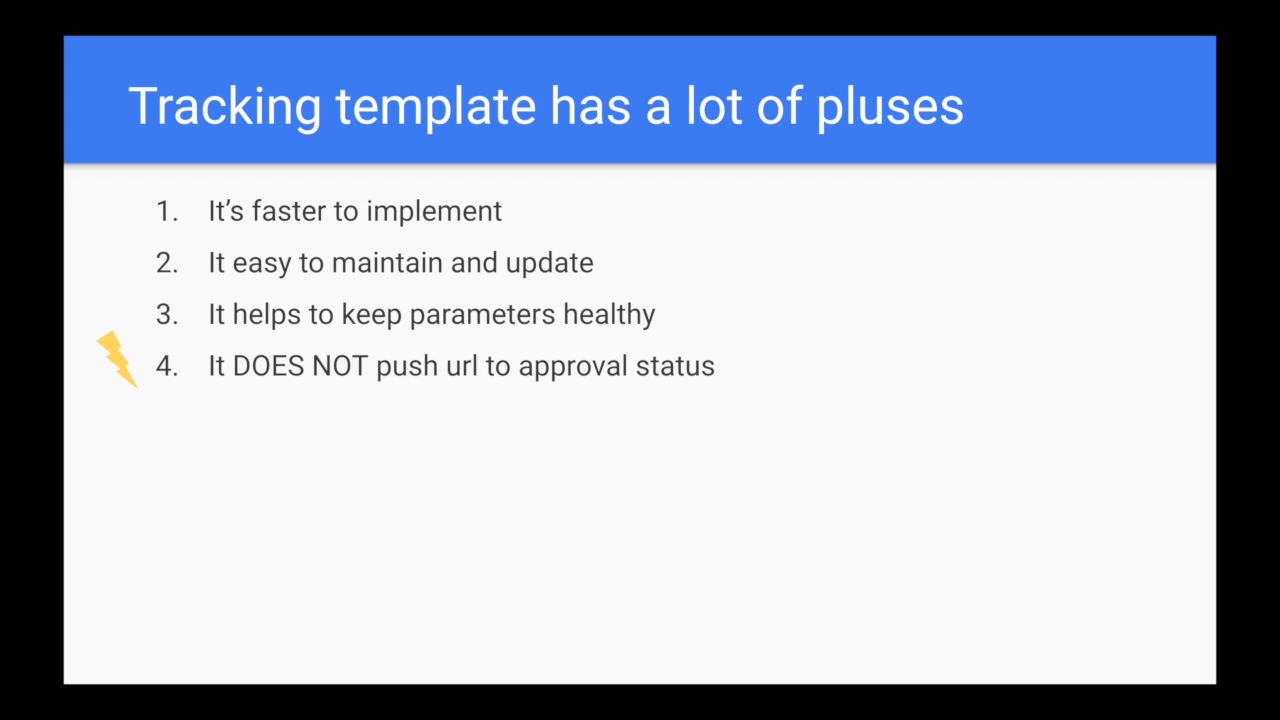 Tracking template has a lot of pluses
1. It’s faster to implement
2. It easy to maintain and update
3. It helps to keep parameters healthy
4. It DOES NOT push url to approval status